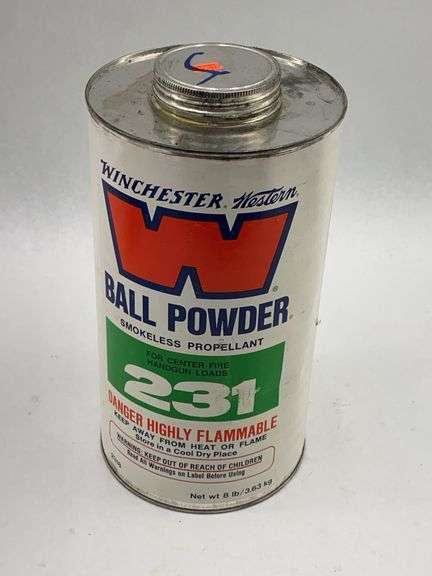 WINCHESTER® Western®
W®
BALL POWDER®
SMOKELESS PROPELLANT
FOR CENTER FIRE
HANDGUN LOADS
231
DANGER HIGHLY FLAMMABLE
KEEP AWAY FROM HEAT OR FLAME
Store in a Cool Dry Place
WARNING: KEEP OUT OF REACH OF CHILDREN
Read All Warnings on Label Before Using
Net wt 8 lb/3.63 kg